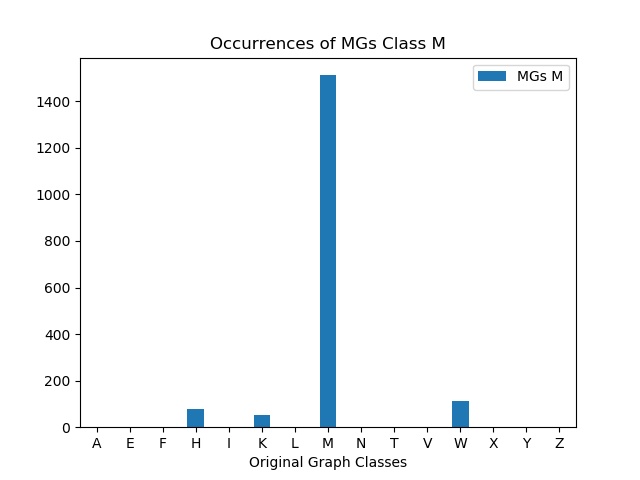 Occurrences of MGs Class M
MGs M
1400
1200
1000
800
600
400
200
0
A E F H I K L M N T V W X Y Z
Original Graph Classes